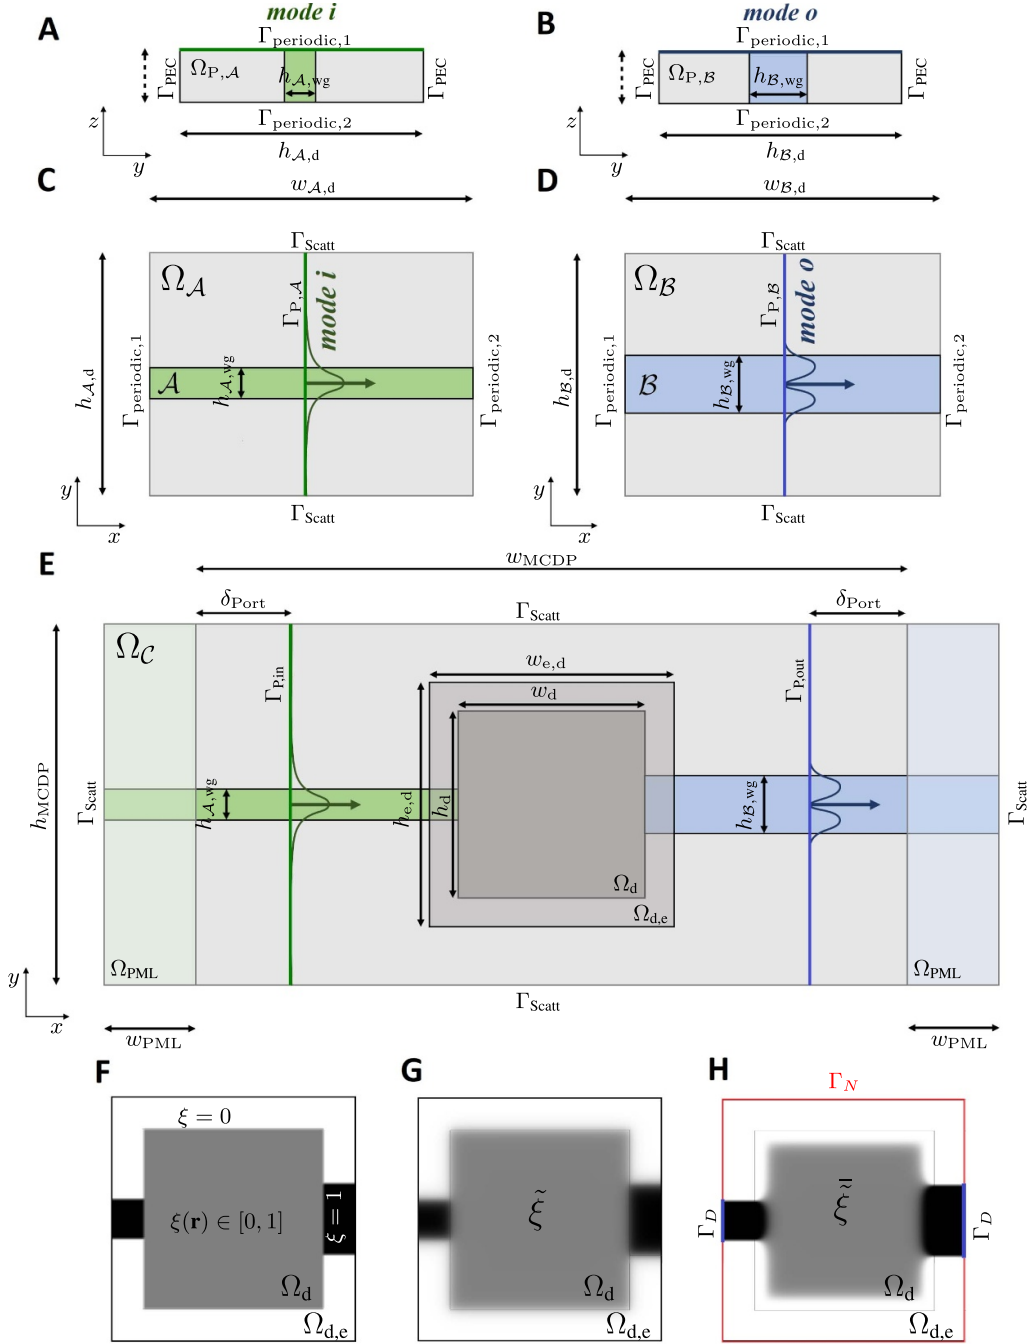 A
mode i
Γperiodic,1
ΓPEC
ΩP,𝒜
h𝒜,wg
ΓPEC
z
y
Γperiodic,2
h𝒜,d
B
mode o
Γperiodic,1
ΓPEC
ΩP,ℬ
hℬ,wg
ΓPEC
z
y
Γperiodic,2
hℬ,d
C
w𝒜,d
ΓScatt
Ω𝒜
ΓP,𝒜
mode i
h𝒜,d
Γperiodic,1
𝒜
h𝒜,wg
Γperiodic,2
y
x
ΓScatt
D
wℬ,d
ΓScatt
Ωℬ
ΓP,ℬ
mode o
hℬ,d
Γperiodic,1
ℬ
hℬ,wg
Γperiodic,2
y
x
ΓScatt
E
wMCDP
δPort
ΓScatt
δPort
Ω𝒞
ΓP,in
we,d
wd
ΓP,out
hMCDP
ΓScatt
h𝒜,wg
he,d
hd
hℬ,wg
ΓScatt
Ωd
Ωd,e
ΩPML
ΩPML
y
x
ΓScatt
wPML
wPML
F
ξ = 0
ξ(r) ∈ [0, 1]
ξ = 1
Ωd
Ωd,e
G
ξ̃
Ωd
Ωd,e
H
ΓN
ΓD
ξ̃̄
ΓD
Ωd
Ωd,e